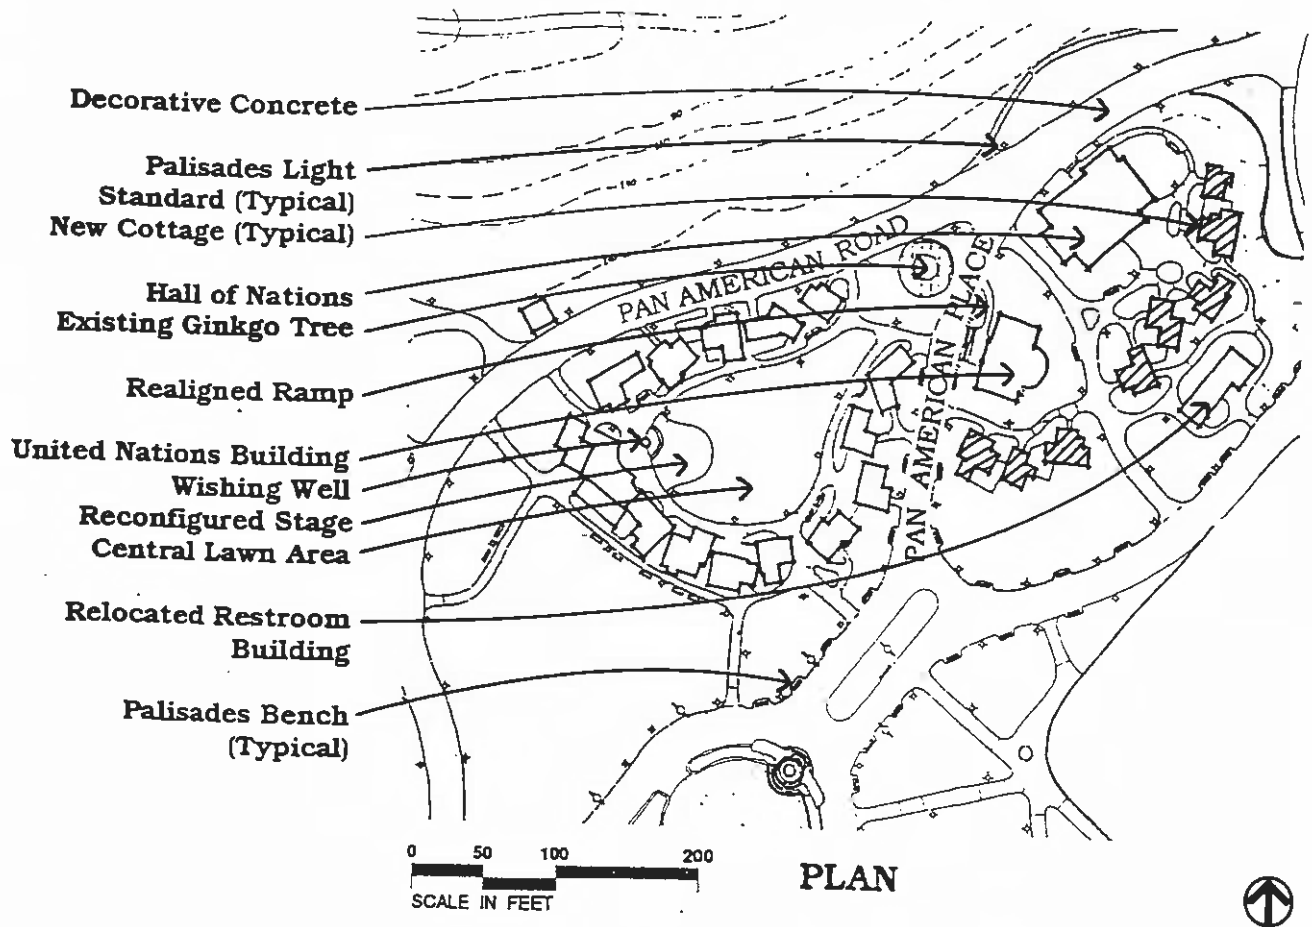 Decorative Concrete
Palisades Light
Standard (Typical)
New Cottage (Typical)
Hall of Nations
Existing Ginkgo Tree
Realigned Ramp
United Nations Building
Wishing Well
Reconfigured Stage
Central Lawn Area
Relocated Restroom
Building
Palisades Bench
(Typical)
PAN AMERICAN ROAD
PAN AMERICAN PLACE
0 50 100 200
SCALE IN FEET
PLAN